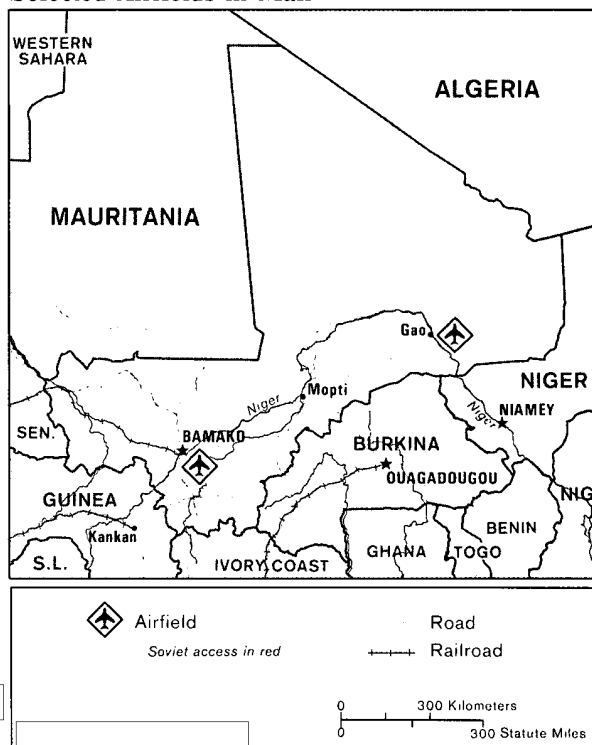 Selected Airfields in Mali
WESTERN
SAHARA
ALGERIA
MAURITANIA
Gao
NIGER
Mopti
Niger
Niger
NIAMEY
SEN.
BAMAKO
BURKINA
OUAGADOUGOU
GUINEA
NIG
BENIN
Kankan
GHANA
TOGO
S.L.
IVORY COAST
Airfield
Road
Soviet access in red
Railroad
0 300 Kilometers
0 300 Statute Miles